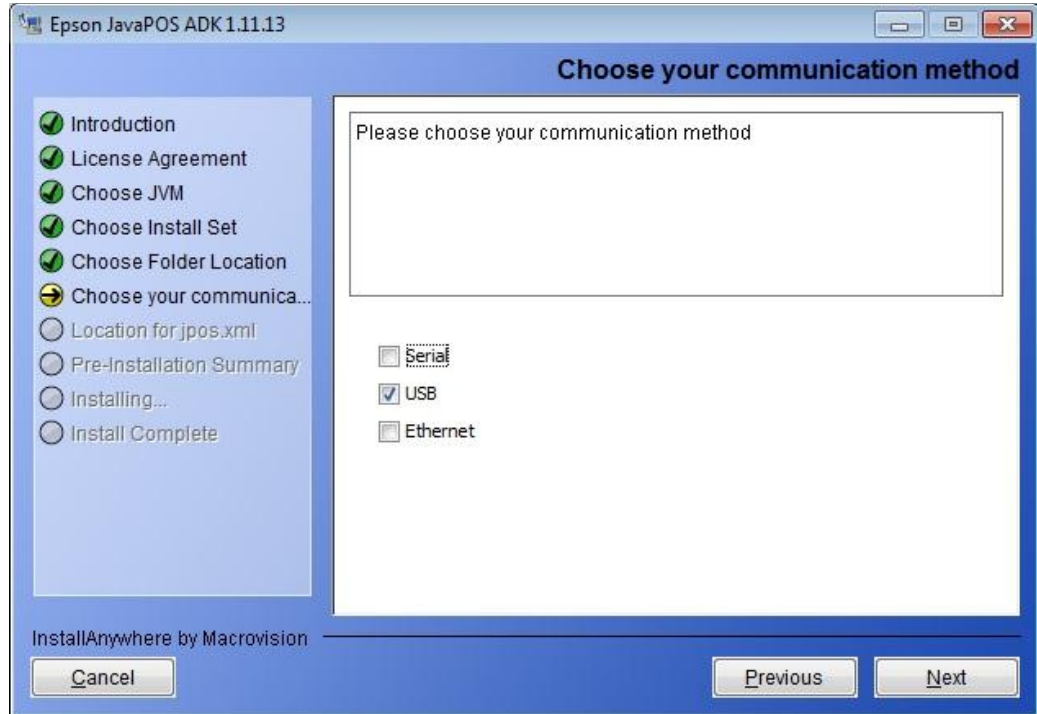 Epson JavaPOS ADK 1.11.13
Choose your communication method
Introduction
License Agreement
Choose JVM
Choose Install Set
Choose Folder Location
Choose your communica...
Location for jpos.xml
Pre-Installation Summary
Installing...
Install Complete
Please choose your communication method
Serial
USB
Ethernet
InstallAnywhere by Macrovision
Cancel
Previous
Next